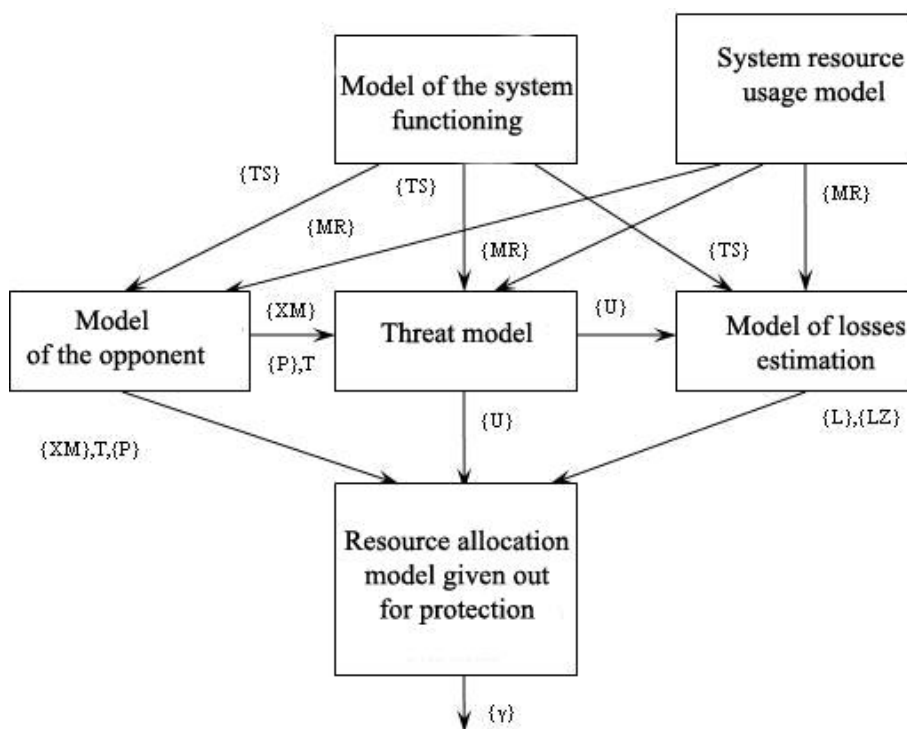 Model of the system
functioning
System resource
usage model
{TS}
{TS}
{MR}
{MR}
{MR}
{TS}
Model
of the opponent
{XM}
{P},T
Threat model
{U}
Model of losses
estimation
{XM},T,{P}
{U}
{L},{LZ}
Resource allocation
model given out
for protection
{γ}